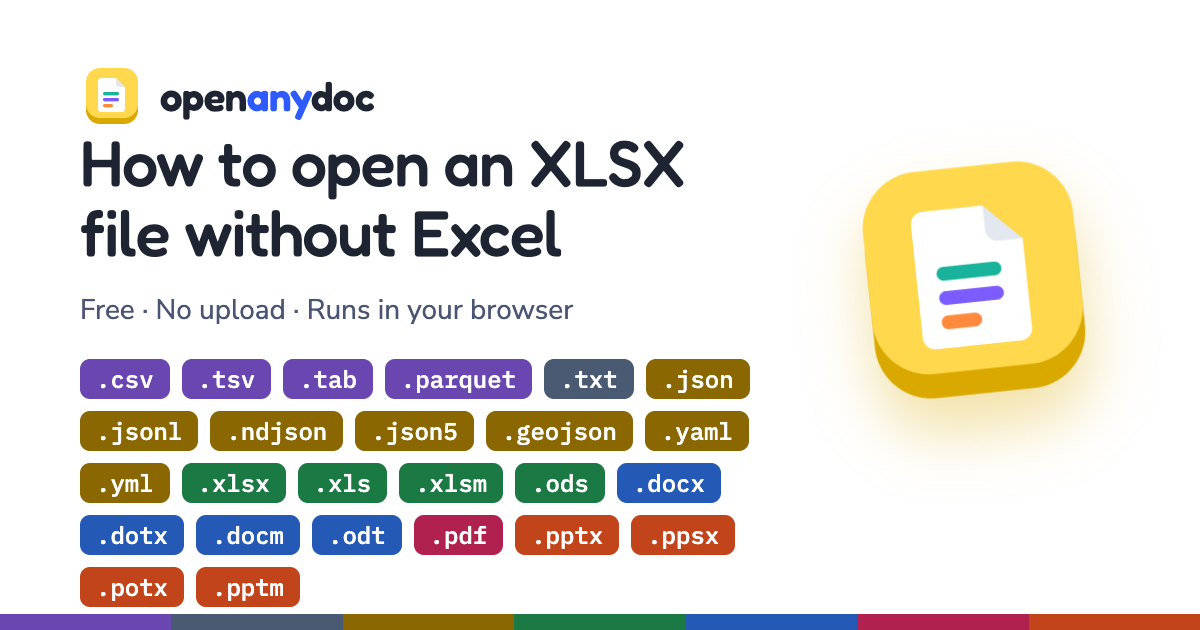 openanydoc
How to open an XLSX
file without Excel
Free · No upload · Runs in your browser
.csv .tsv .tab .parquet .txt .json
.jsonl .ndjson .json5 .geojson .yaml
.yml .xlsx .xls .xlsm .ods .docx
.dotx .docm .odt .pdf .pptx .ppsx
.potx .pptm